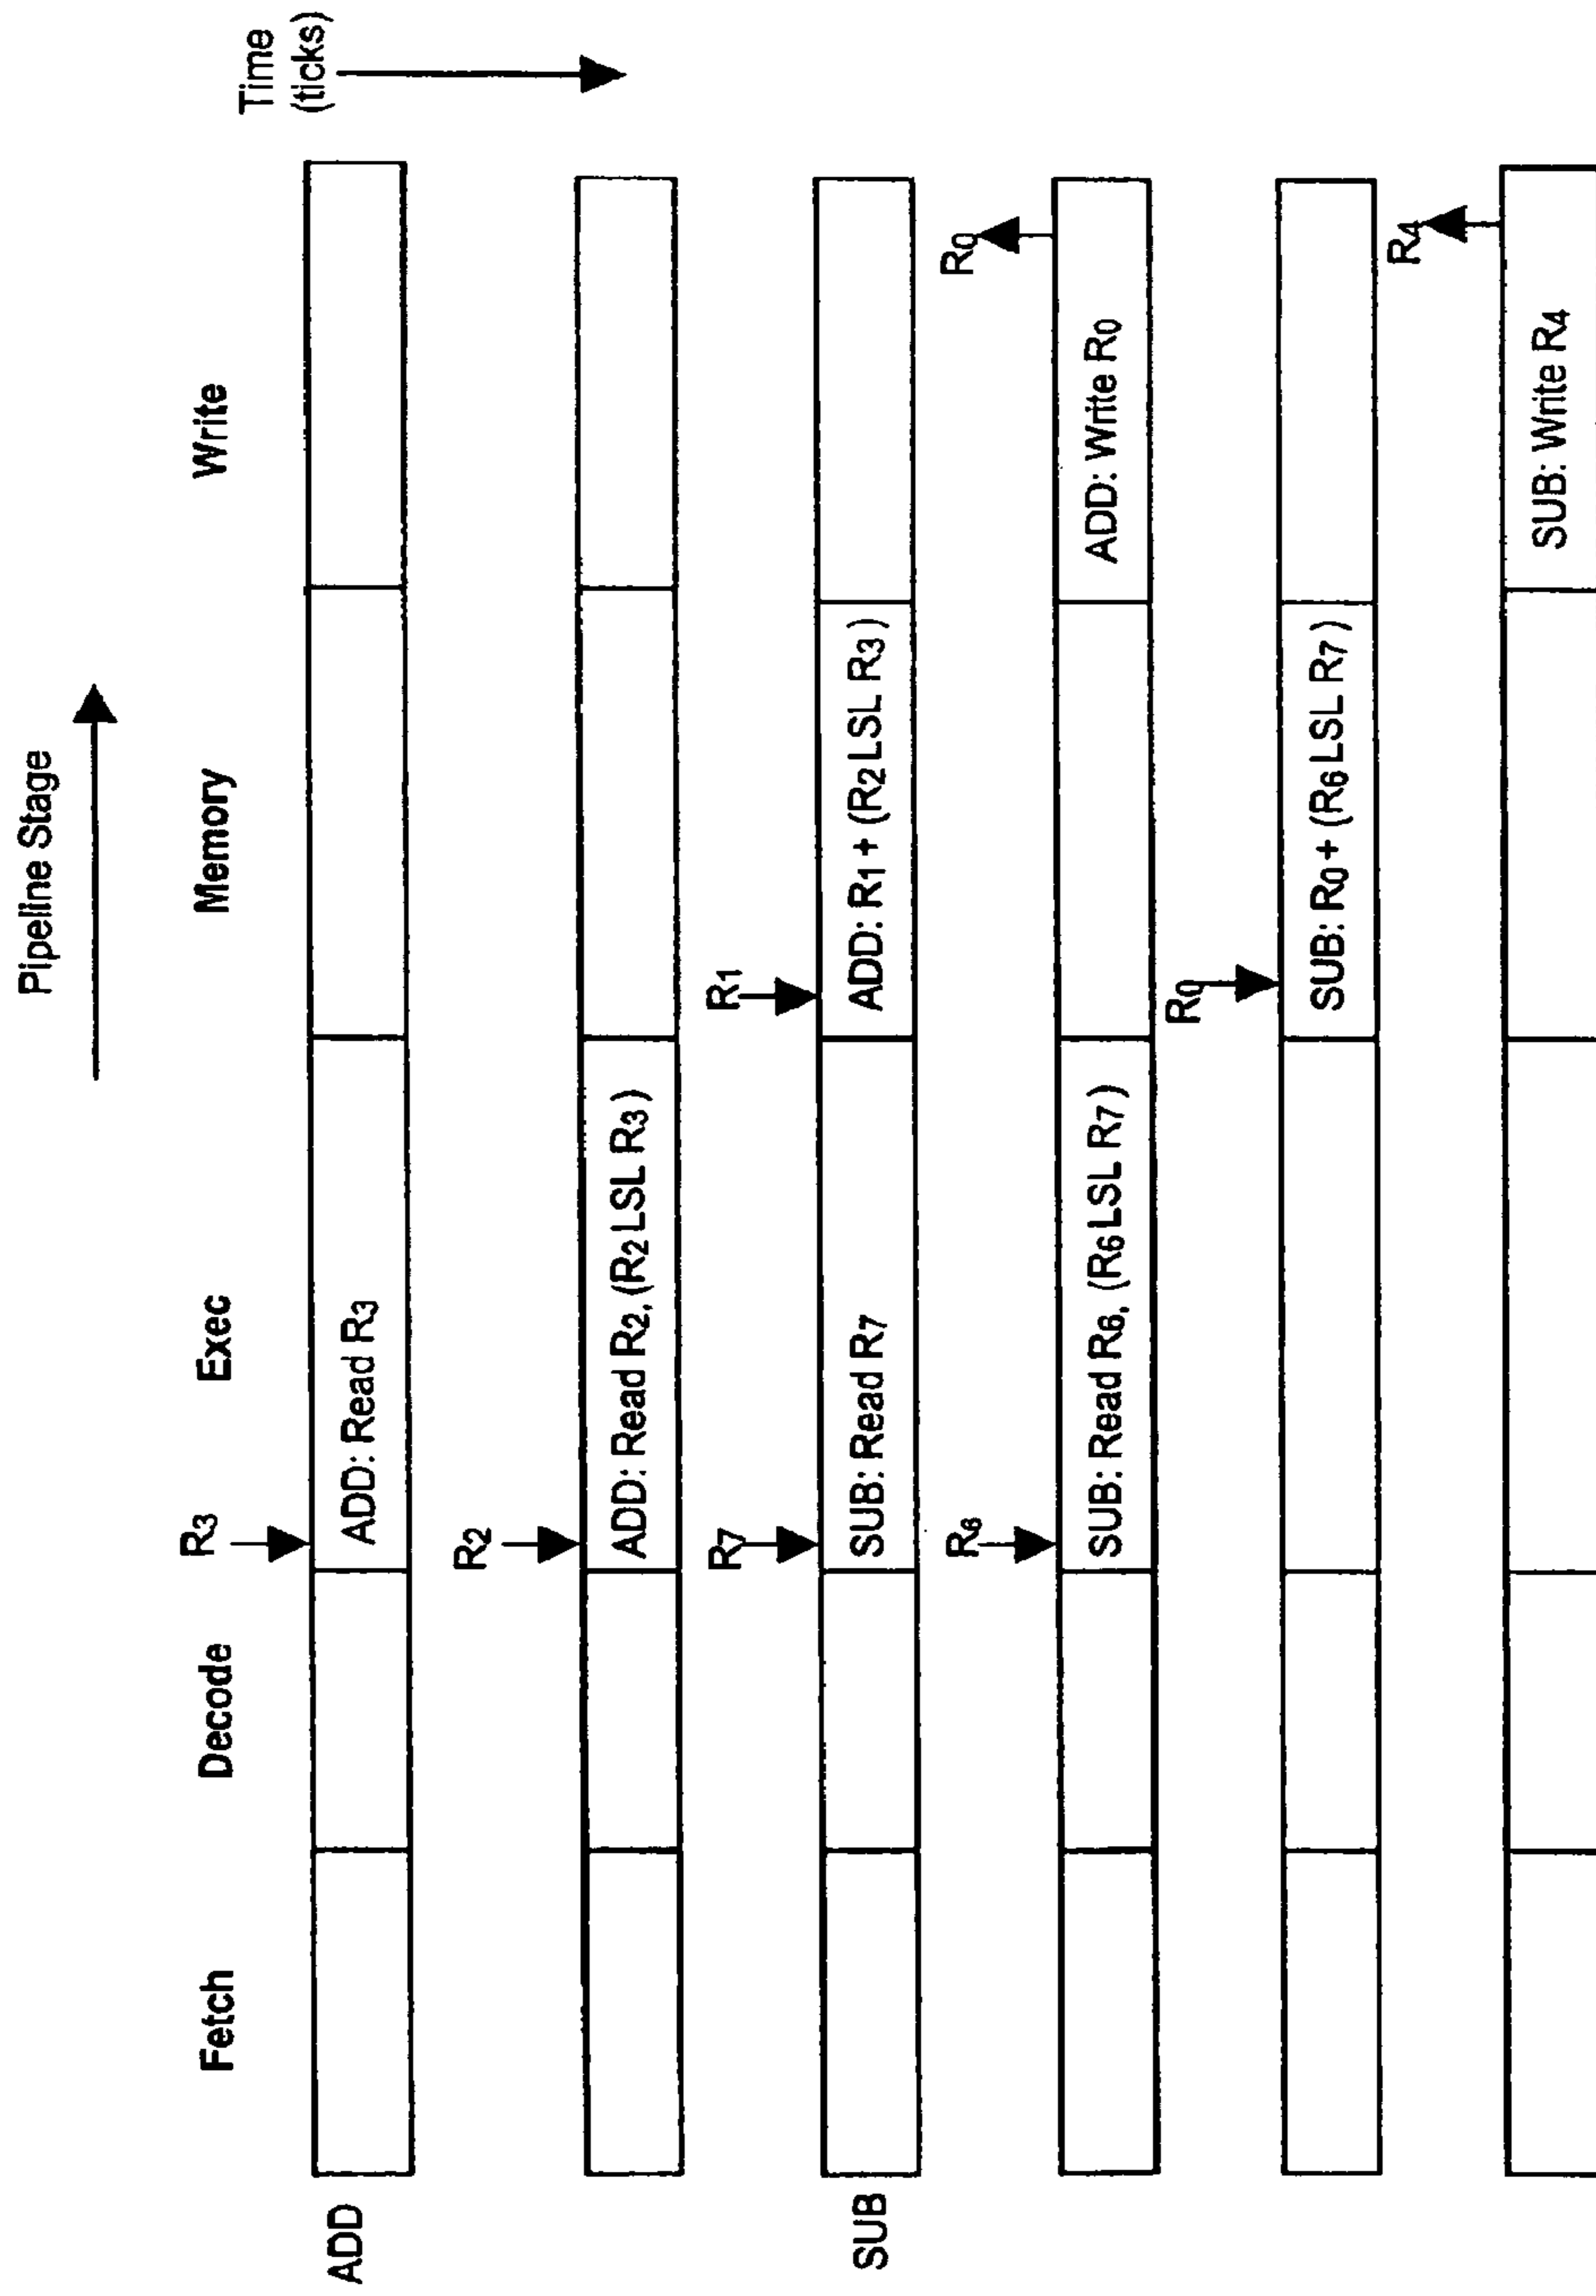 Pipeline Stage
Time
(ticks)
Fetch
Decode
Exec
Memory
Write
R3
ADD
ADD: Read R3
R2
ADD: Read R2, (R2 LSL R3)
R7
R1
SUB
SUB: Read R7
ADD: R1 + (R2 LSL R3)
R6
R0
SUB: Read R6, (R6 LSL R7)
ADD: Write R0
R0
SUB: R0 + (R6 LSL R7)
R4
SUB: Write R4